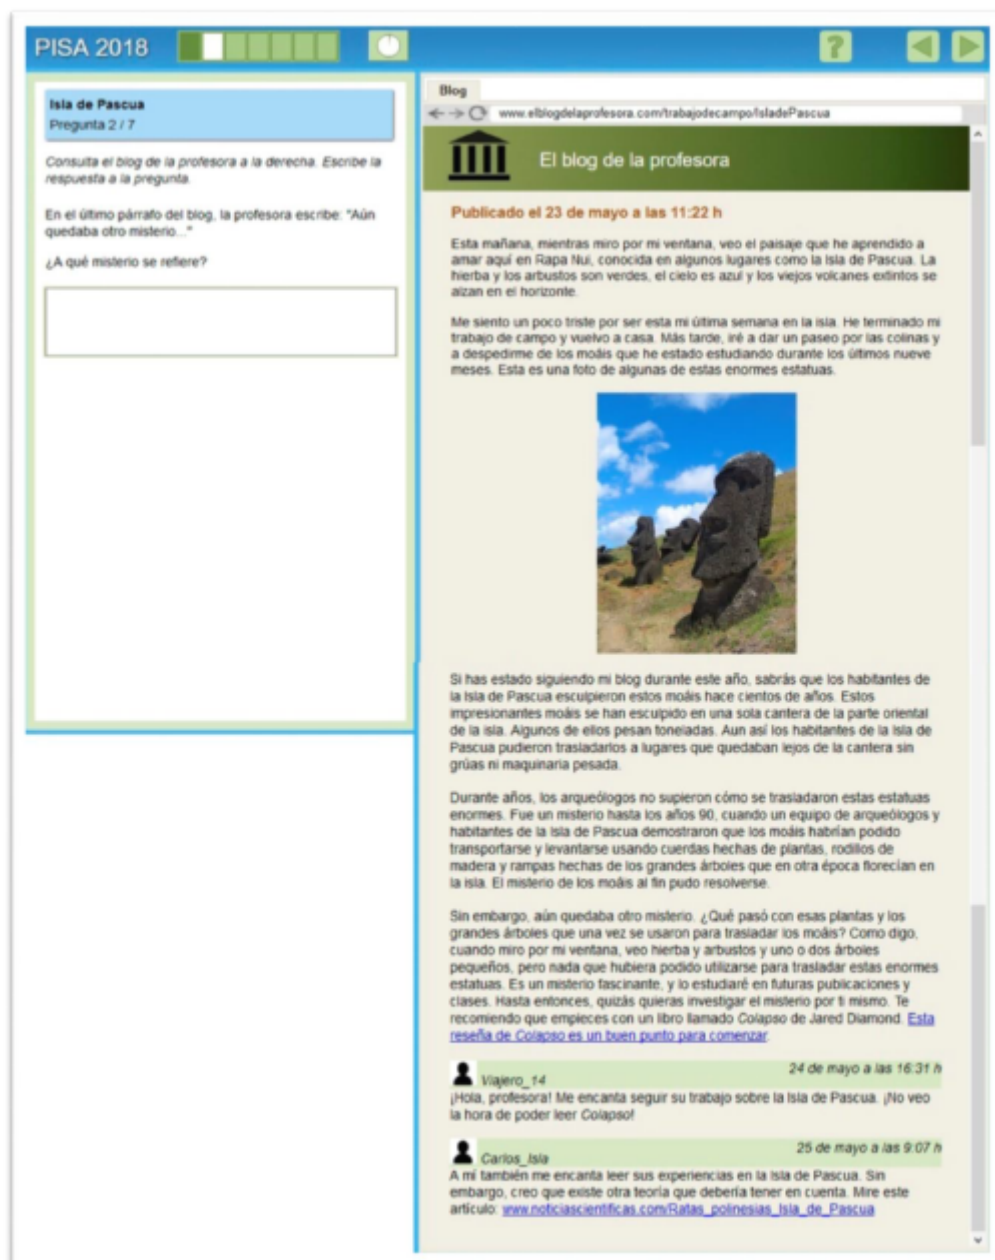 PISA 2018
?
Isla de Pascua
Pregunta 2 / 7
Consulta el blog de la profesora a la derecha. Escribe la
respuesta a la pregunta.
En el último párrafo del blog, la profesora escribe: "Aún
quedaba otro misterio..."
¿A qué misterio se refiere?
Blog
www.elblogdelaprofesora.com/trabajodecampo/IsladePascua
El blog de la profesora
Publicado el 23 de mayo a las 11:22 h
Esta mañana, mientras miro por mi ventana, veo el paisaje que he aprendido a
amar aquí en Rapa Nui, conocida en algunos lugares como la Isla de Pascua. La
hierba y los arbustos son verdes, el cielo es azul y los viejos volcanes extintos se
alzan en el horizonte.
Me siento un poco triste por ser esta mi última semana en la isla. He terminado mi
trabajo de campo y vuelvo a casa. Más tarde, iré a dar un paseo por las colinas y
a despedirme de los moáis que he estado estudiando durante los últimos nueve
meses. Esta es una foto de algunas de estas enormes estatuas.
Si has estado siguiendo mi blog durante este año, sabrás que los habitantes de
la Isla de Pascua esculpieron estos moáis hace cientos de años. Estos
impresionantes moáis se han esculpido en una sola cantera de la parte oriental
de la isla. Algunos de ellos pesan toneladas. Aun así los habitantes de la Isla de
Pascua pudieron trasladarlos a lugares que quedaban lejos de la cantera sin
grúas ni maquinaria pesada.
Durante años, los arqueólogos no supieron cómo se trasladaron estas estatuas
enormes. Fue un misterio hasta los años 90, cuando un equipo de arqueólogos y
habitantes de la Isla de Pascua demostraron que los moáis habrían podido
transportarse y levantarse usando cuerdas hechas de plantas, rodillos de
madera y rampas hechas de los grandes árboles que en otra época florecían en
la isla. El misterio de los moáis al fin pudo resolverse.
Sin embargo, aún quedaba otro misterio. ¿Qué pasó con esas plantas y los
grandes árboles que una vez se usaron para trasladar los moáis? Como digo,
cuando miro por mi ventana, veo hierba y arbustos y uno o dos árboles
pequeños, pero nada que hubiera podido utilizarse para trasladar estas enormes
estatuas. Es un misterio fascinante, y lo estudiaré en futuras publicaciones y
clases. Hasta entonces, quizás quieras investigar el misterio por ti mismo. Te
recomiendo que empieces con un libro llamado Colapso de Jared Diamond. Esta
reseña de Colapso es un buen punto para comenzar.
Viajero_14 24 de mayo a las 16:31 h
¡Hola, profesora! Me encanta seguir su trabajo sobre la Isla de Pascua. ¡No veo
la hora de poder leer Colapso!
Carlos_Isla 25 de mayo a las 9:07 h
A mí también me encanta leer sus experiencias en la Isla de Pascua. Sin
embargo, creo que existe otra teoría que debería tener en cuenta. Mire este
artículo: www.noticiascientificas.com/Ratas_polinesias_Isla_de_Pascua